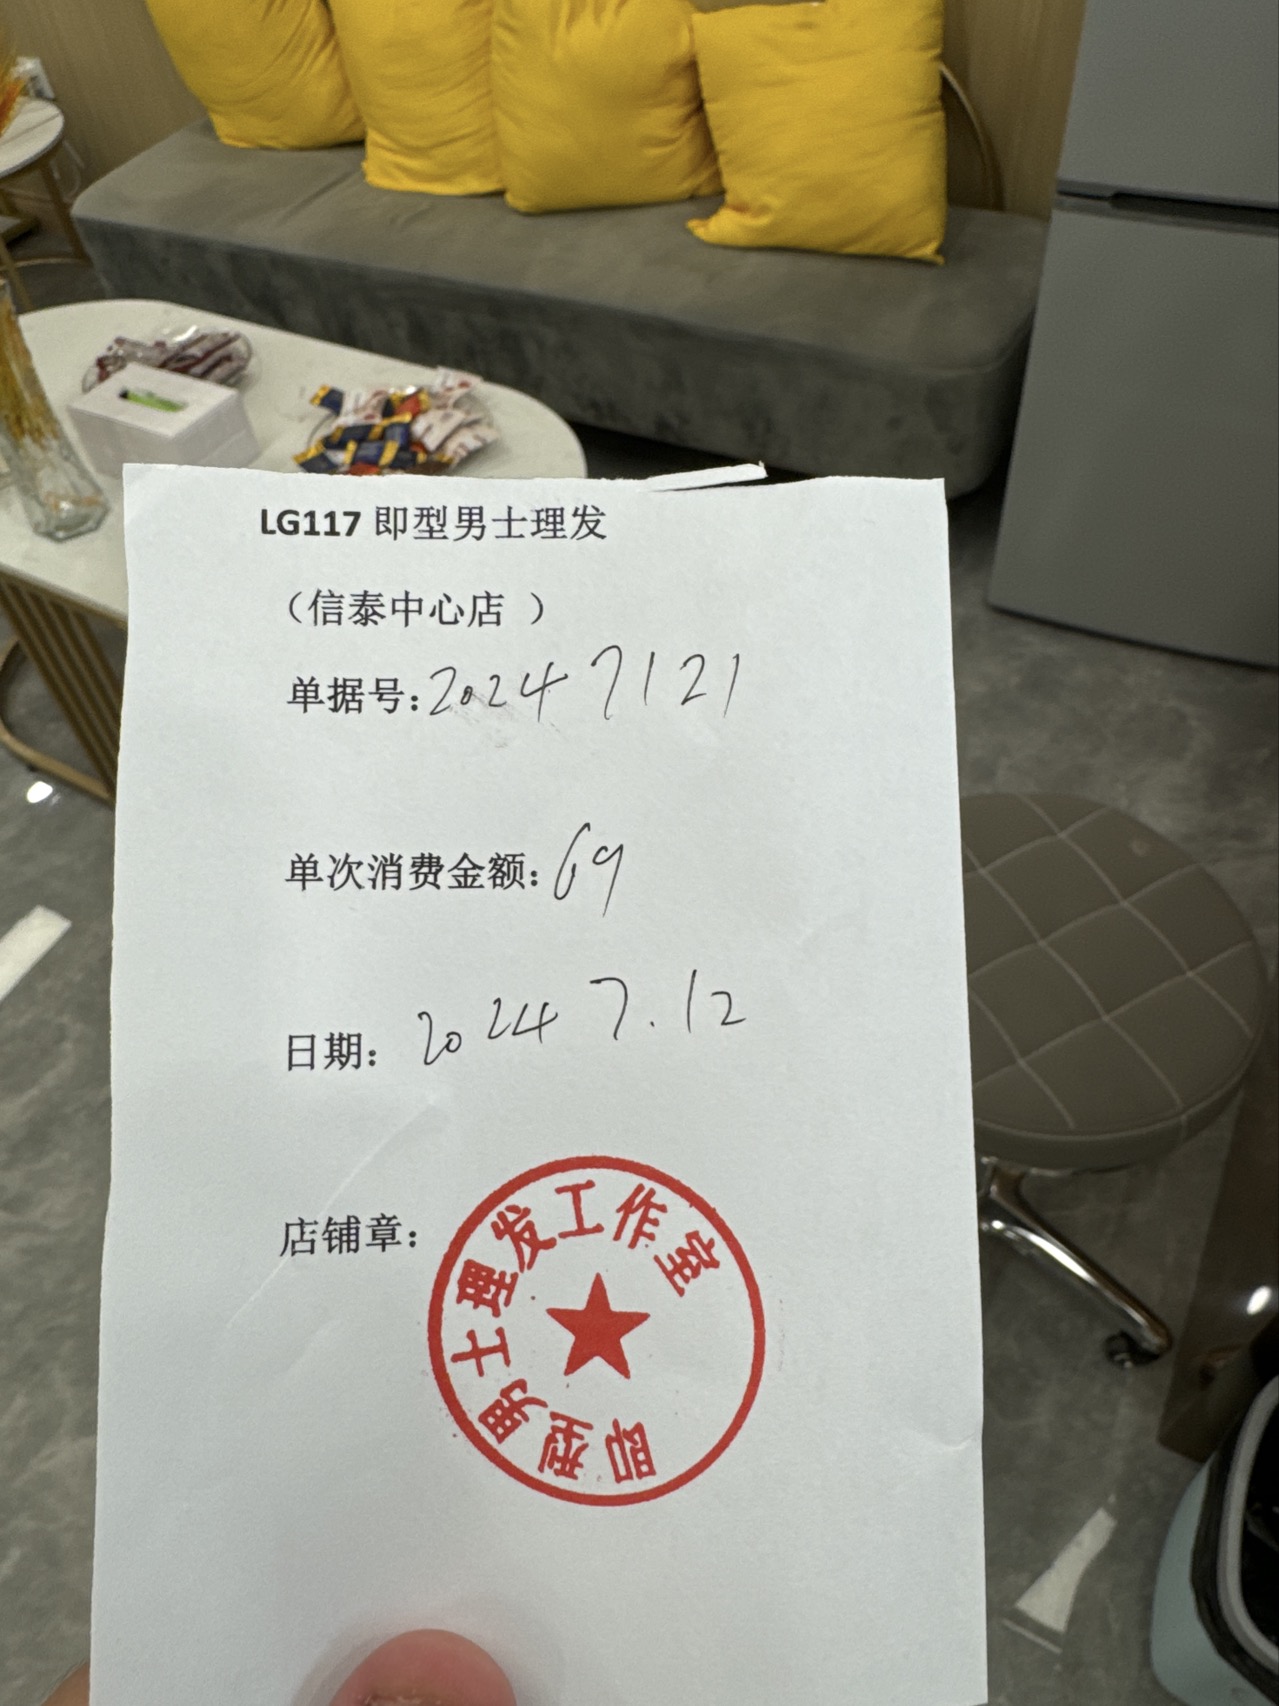 LG117 即型男士理发
（信泰中心店 ）
单据号：2024 7121
单次消费金额：69
日期： 2024 7.12
店铺章：
即型男士理发工作室